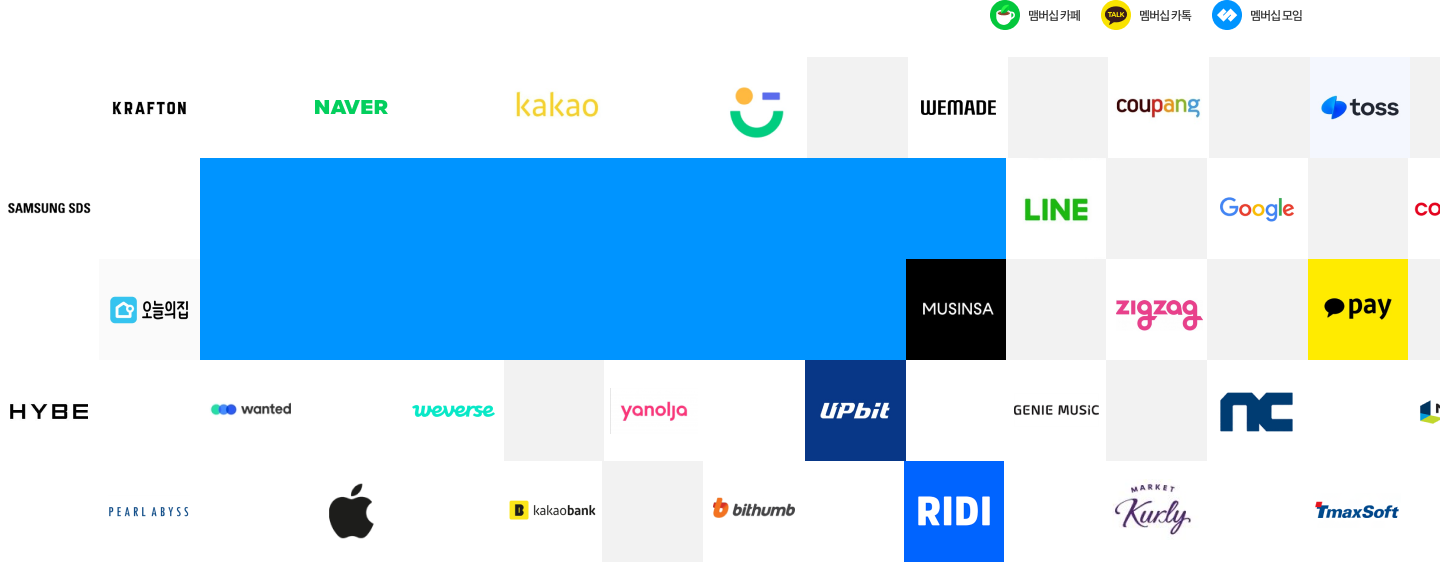 맴버십 카페
TALK
멤버십 카톡
멤버십 모임
KRAFTON
NAVER
kakao
WEMADE
coupang
toss
SAMSUNG SDS
LINE
Google
co
오늘의집
MUSINSA
zigzag
pay
HYBE
wanted
weverse
yanolja
UPbit
GENIE MUSiC
nc
PEARL ABYSS
B kakaobank
bithumb
RIDI
MARKET
Kurly
TmaxSoft